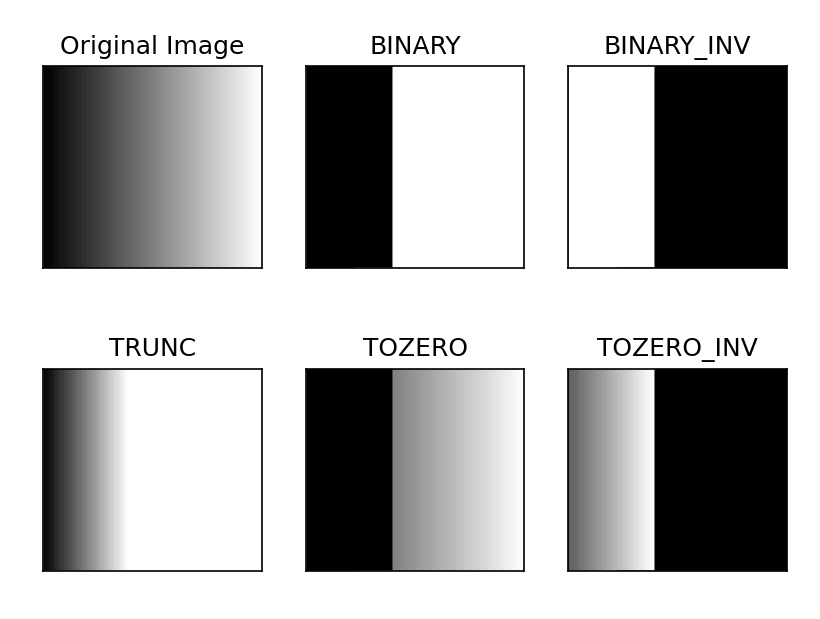 Original Image
BINARY
BINARY_INV
TRUNC
TOZERO
TOZERO_INV